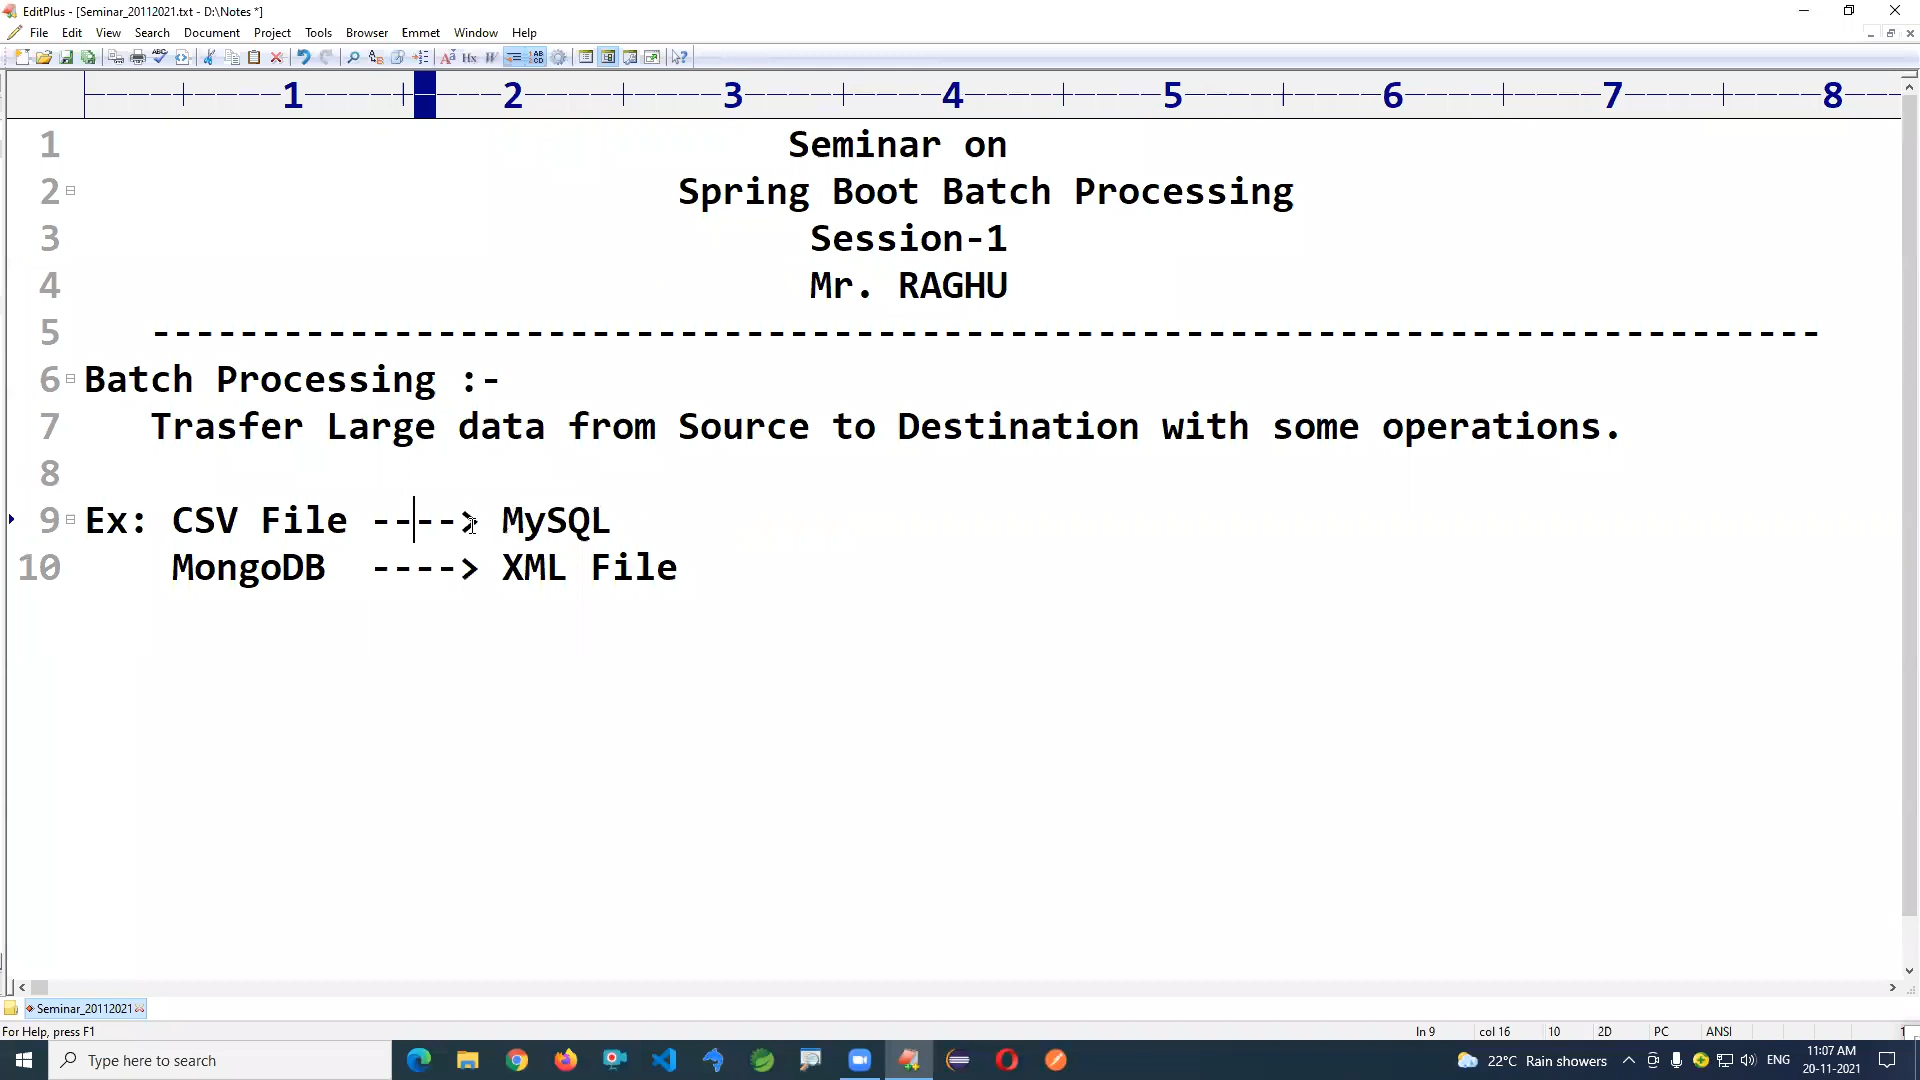 EditPlus - [Seminar_20112021.txt - D:\Notes *]
File Edit View Search Document Project Tools Browser Emmet Window Help
1 2 3 4 5 6 7 8
1 Seminar on
2 Spring Boot Batch Processing
3 Session-1
4 Mr. RAGHU
5 ----------------------------------------------------------------------------
6 Batch Processing :-
7 Trasfer Large data from Source to Destination with some operations.
8
9 Ex: CSV File ----> MySQL
10 MongoDB ----> XML File
Seminar_20112021
For Help, press F1 ln 9 col 16 10 2D PC ANSI
Type here to search 22°C Rain showers ENG 11:07 AM
20-11-2021